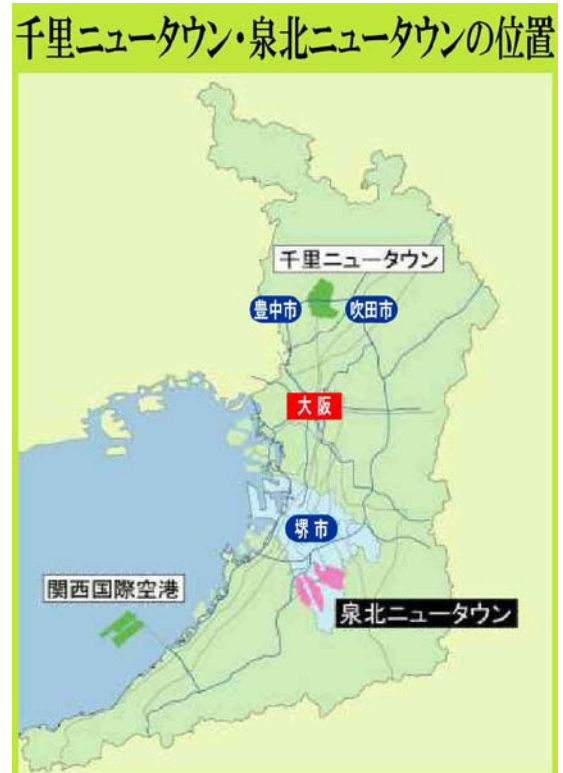 千里ニュータウン・泉北ニュータウンの位置
千里ニュータウン
豊中市
吹田市
大阪
堺市
関西国際空港
泉北ニュータウン